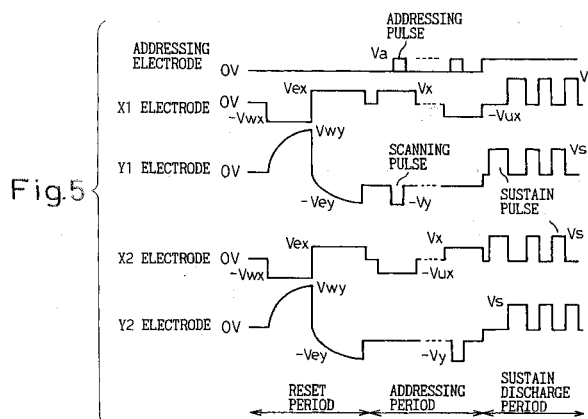 ADDRESSING
PULSE
ADDRESSING
ELECTRODE
0V
Va
X1 ELECTRODE
0V
-Vwx
Vex
Vx
-Vux
Vwy
Y1 ELECTRODE
0V
-Vey
SCANNING
PULSE
-Vy
Vs
SUSTAIN
PULSE
Fig.5
X2 ELECTRODE
0V
-Vwx
Vex
Vx
-Vux
Vs
Vwy
Y2 ELECTRODE
0V
-Vey
-Vy
Vs
RESET
PERIOD
ADDRESSING
PERIOD
SUSTAIN
DISCHARGE
PERIOD